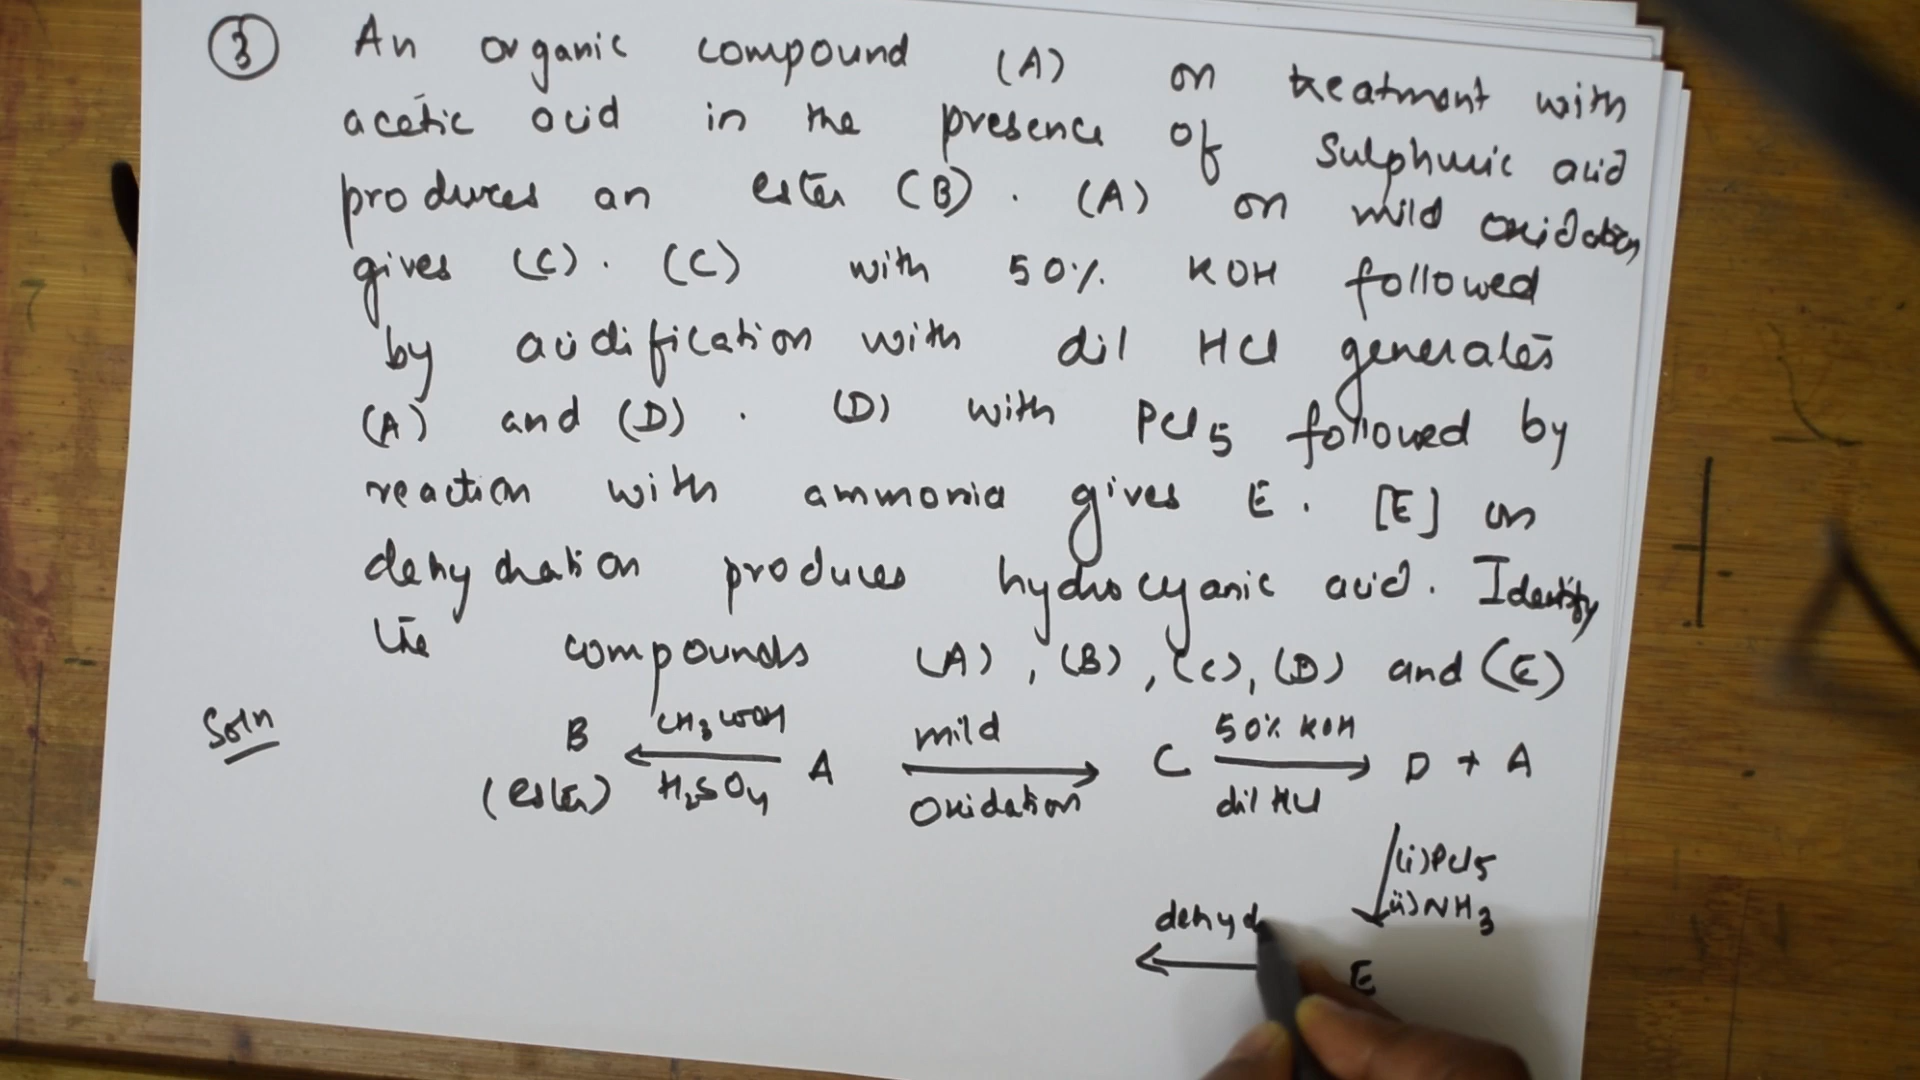 3 An organic compound (A) on treatment with
acetic acid in the presence of Sulphuric acid
produces an ester (B). (A) on mild oxidation
gives (C). (C) with 50% KOH followed
by acidification with dil HCl generates
(A) and (D). (D) with PCl5 followed by
reaction with ammonia gives E. [E] on
dehydration produces hydrocyanic acid. Identify
the compounds (A), (B), (C), (D) and (E)
Soln
B (ester) ← CH3COOH H2SO4 A mild Oxidation → C 50% KOH dil HCl → D + A
(i) PCl5
ii) NH3
dehyd
← E